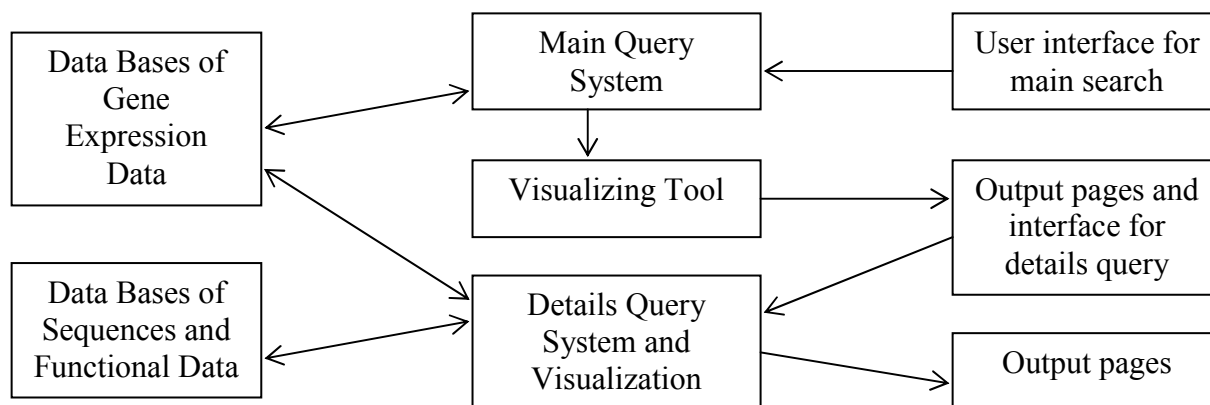 Data Bases of
Gene
Expression
Data
Main Query
System
User interface for
main search
Visualizing Tool
Output pages and
interface for
details query
Data Bases of
Sequences and
Functional Data
Details Query
System and
Visualization
Output pages